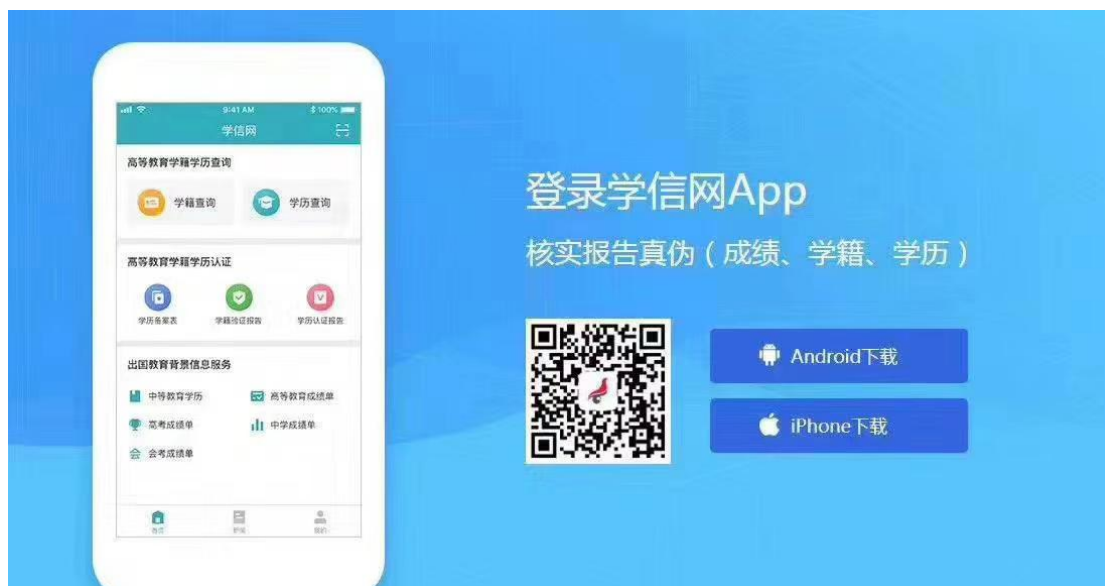 9:41 AM
100%
学信网
高等教育学籍学历查询
学籍查询
学历查询
高等教育学籍学历认证
学历备案表
学籍验证报告
学历认证报告
出国教育背景信息服务
中等教育学历
高等教育成绩单
高考成绩单
中学成绩单
会
会考成绩单
首页
我的
登录学信网App
核实报告真伪（成绩、学籍、学历）
Android下载
iPhone下载